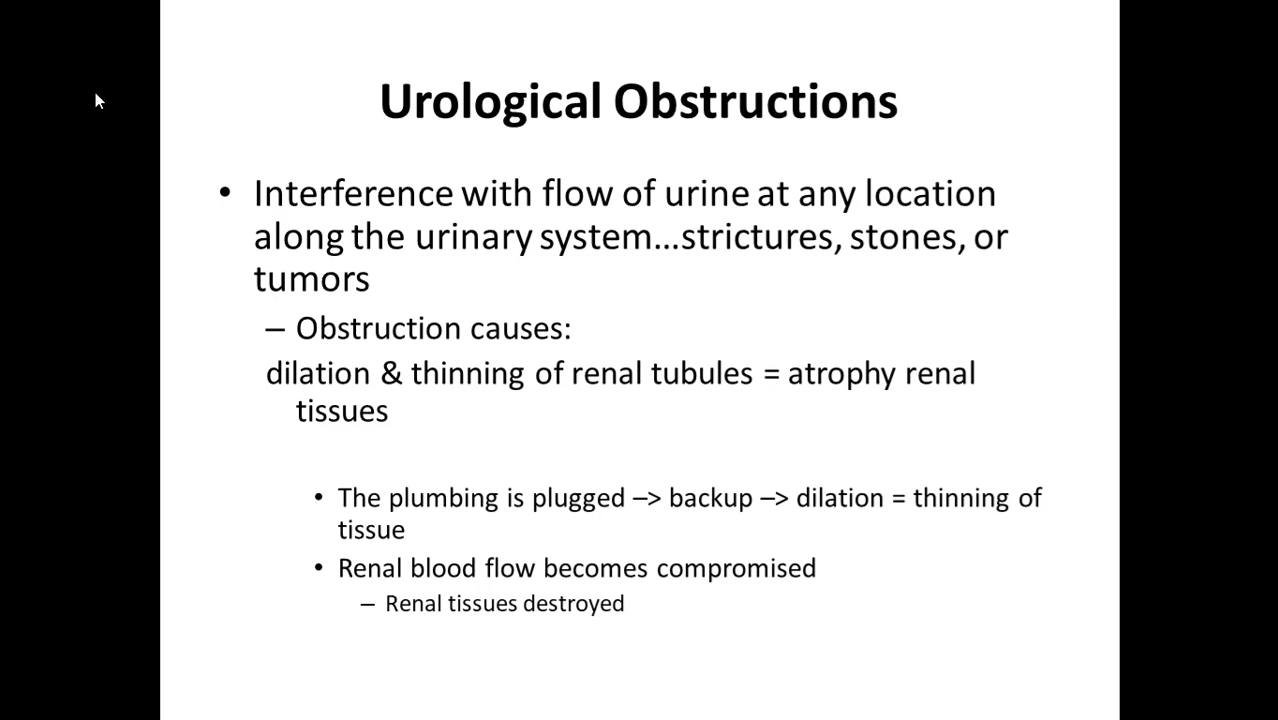 Urological Obstructions
• Interference with flow of urine at any location
along the urinary system...strictures, stones, or
tumors
– Obstruction causes:
dilation & thinning of renal tubules = atrophy renal
tissues
• The plumbing is plugged –> backup –> dilation = thinning of
tissue
• Renal blood flow becomes compromised
– Renal tissues destroyed